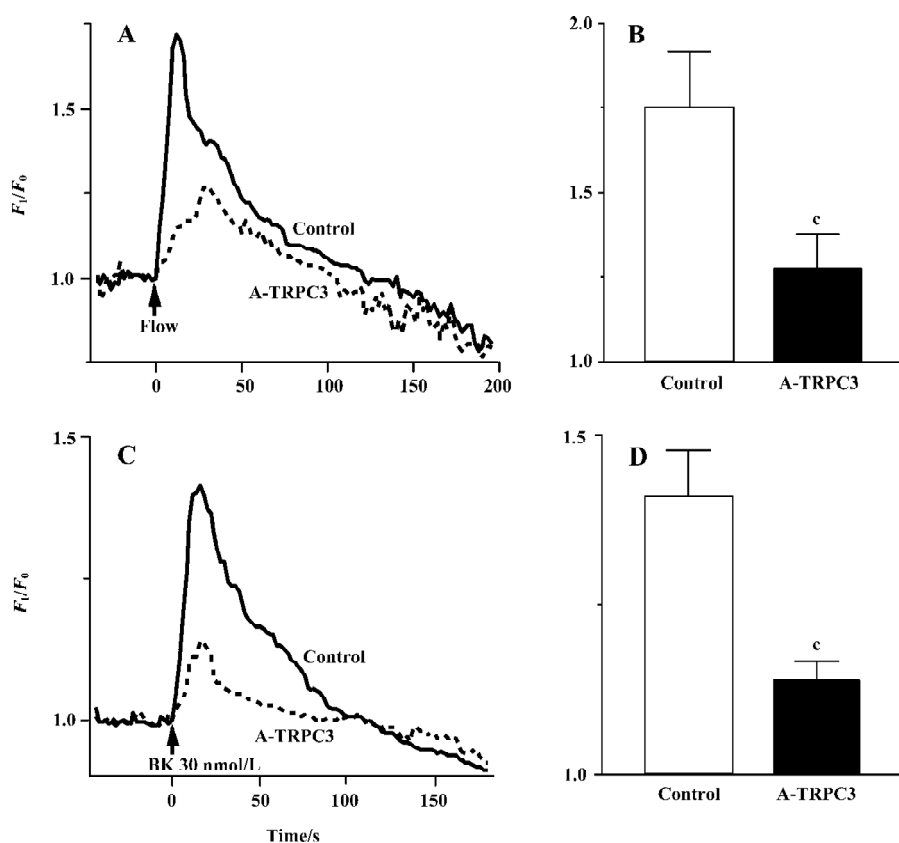 A
1.5
1.0
F₁/F₀
Control
A-TRPC3
Flow
0 50 100 150 200
B
2.0
1.5
1.0
c
Control A-TRPC3
C
1.5
1.0
F₁/F₀
Control
A-TRPC3
BK 30 nmol/L
0 50 100 150
Time/s
D
1.5
1.0
c
Control A-TRPC3